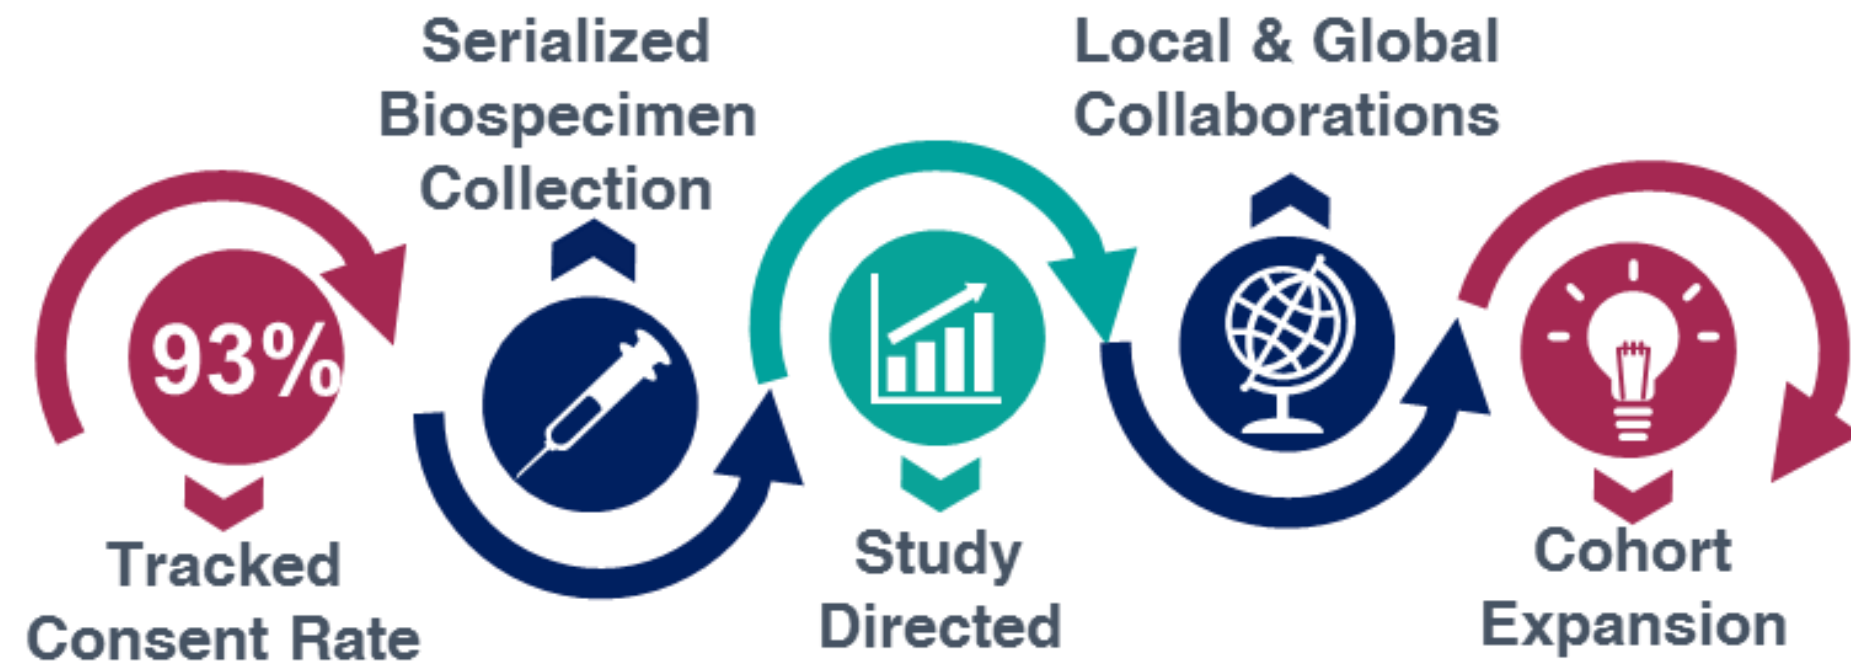 93%
Tracked
Consent Rate
Serialized
Biospecimen
Collection
Study
Directed
Local & Global
Collaborations
Cohort
Expansion